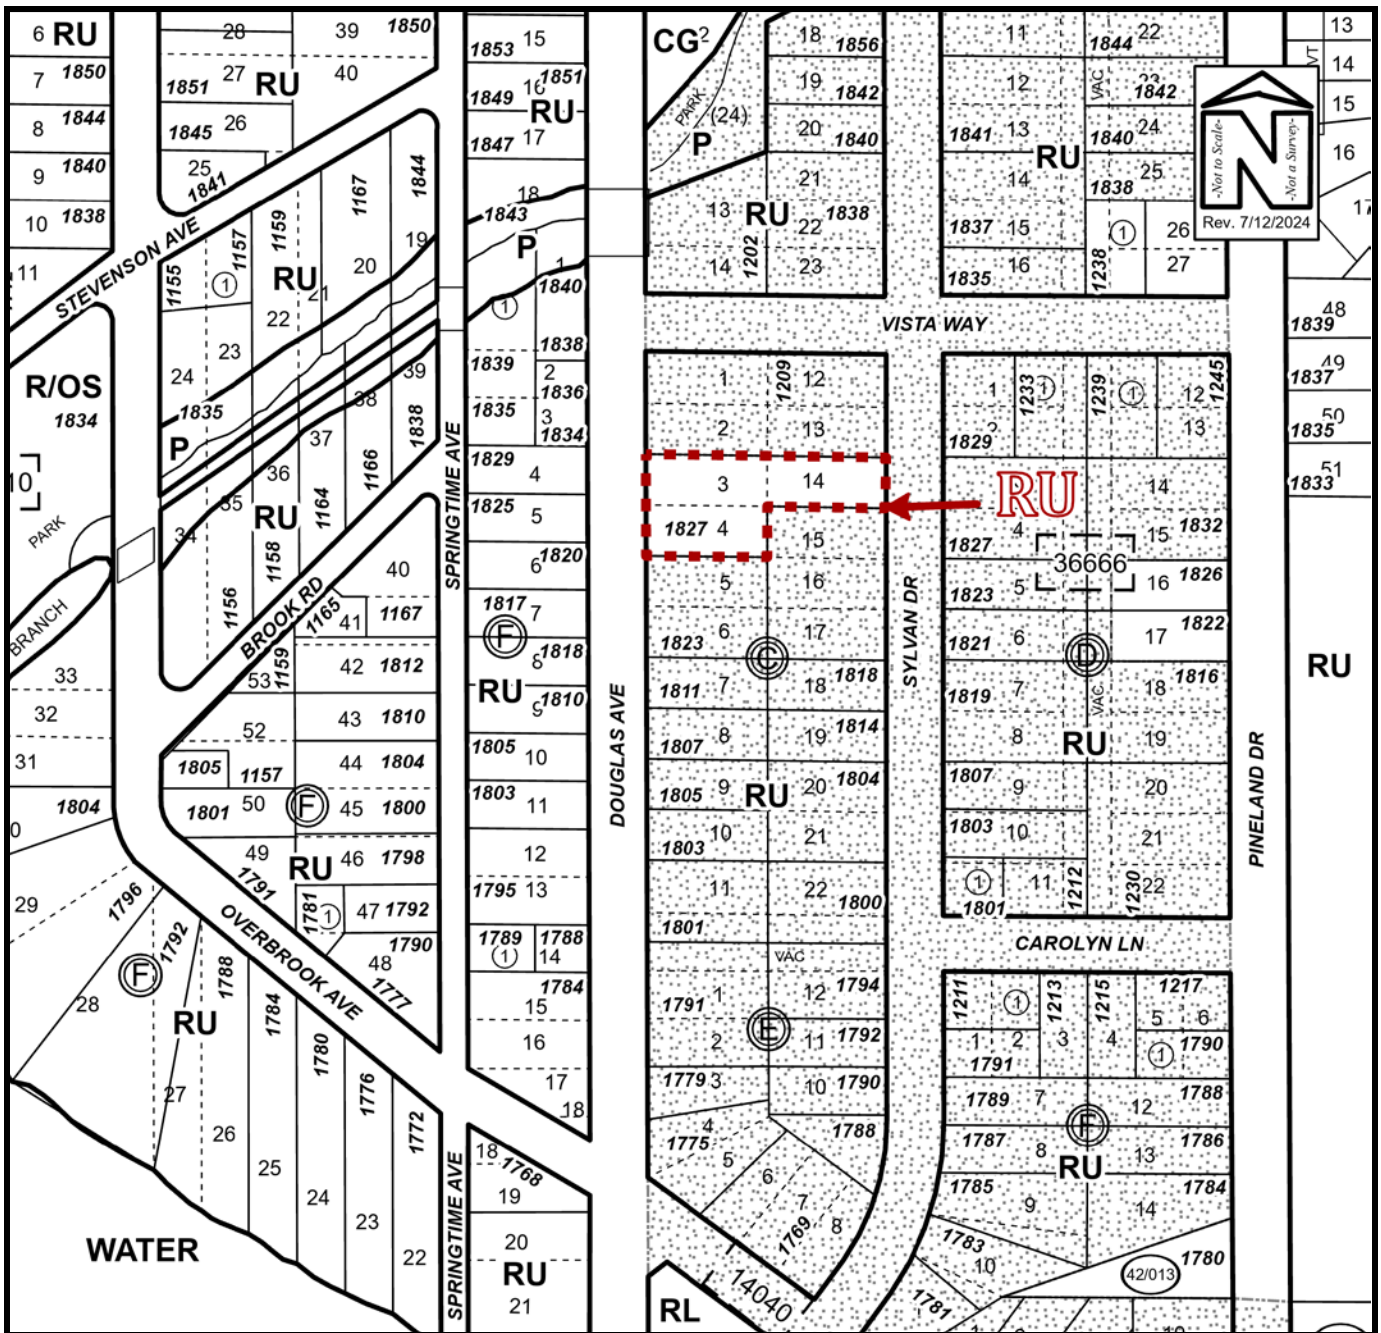 6 RU
7 1850
8 1844
9 1840
10 1838
11
28
39 1850
27 RU 40
1851
1845 26
25
1841
STEVENSON AVE
1155
1157
1159
1167
1844
19
20
RU
21
22
23
24
1
1835
P
R/OS
1834
10
PARK
BRANCH
34
35
36
37
38
39
1838
1166
1164
1158
1156
RU
BROOK RD
1165
40
41 1167
42 1812
43 1810
44 1804
45 1800
46 1798
47 1792
48 1790
1777
1159
53
52
1805
1157
50
1801
F
49
1791
RU
1781
1
OVERBROOK AVE
33
32
31
1804
0
29
28
1796
1792
F
RU
1788
1784
1780
1776
1772
27
26
25
24
23
22
WATER
SPRINGTIME AVE
SPRINGTIME AVE
15
1853
16 1851
1849 RU
17
1847
18
1843
P
1
1840
1
1838
1839
2
1836
1835
3
1834
1829
4
1825
5
1820
6
1817
7
F
8 1818
RU
9 1810
1805
10
1803
11
12
1795 13
1789 1788
1 14
1784
15
16
17
18
18
1768
19
20
RU
21
DOUGLAS AVE
CG2
PARK
(24)
P
18 1856
19 1842
20 1840
21
13 RU 1838
22
1202
14 23
VISTA WAY
1 1209 12
2 13
3 14
1827 4 15
5 16
6 17
1823
C
7 18 1818
1811
8 19 1814
1807
9 20 1804
1805 RU
10 21
1803
11 22
1800
1801
VAC
1 12 1794
1791
E
2 11 1792
1779 3 10 1790
4 1788
1775
5
6
7
1769 8
14040
RL
SYLVAN DR
11 22
1844
12 VAC 23
1842
1841 13 1840 24
RU
14 25
1838
1837 15 1 26
1835 16 1238 27
N
-Not to Scale-
-Not a Survey-
Rev. 7/12/2024
1 1233 1 1239 1 12 1245
2 13
1829
RU
14
4 15 1832
1827
36666
5 16 1826
1823
6 17 1822
1821
D
7 VAC 18 1816
1819
8 RU 19
1807
9 20
1803 10 21
1 11 1212 1230 22
1801
CAROLYN LN
1211 1 1213 1215 1217
5 6
1 2 3 4 1 1790
1791
1789 7 12 1788
F
1787 8 13 1786
RU
1785 9 14 1784
1783
10
42/013
1780
1781
PINELAND DR
13
VT
14
15
16
17
48
1839
49
1837
50
1835
51
1833
RU